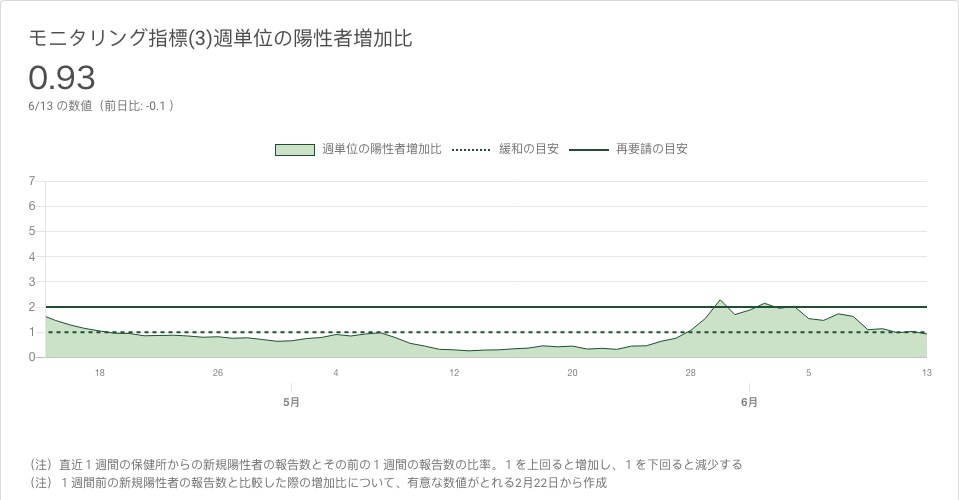 モニタリング指標(3)週単位の陽性者増加比
0.93
6/13 の数値（前日比: -0.1 ）
週単位の陽性者増加比 緩和の目安 再要請の目安
7
6
5
4
3
2
1
0
18 26 4 12 20 28 5 13
5月 6月
（注）直近１週間の保健所からの新規陽性者の報告数とその前の１週間の報告数の比率。１を上回ると増加し、１を下回ると減少する
（注）１週間前の新規陽性者の報告数と比較した際の増加比について、有意な数値がとれる2月22日から作成